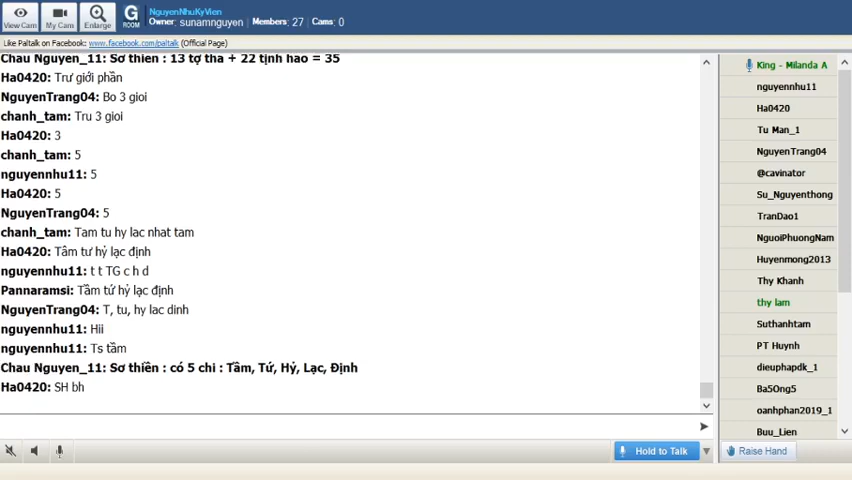 View Cam
My Cam
Enlarge
G ROOM
NguyenNhuKyVien
Owner: sunamnguyen Members: 27 Cams: 0
Like Paltalk on Facebook: www.facebook.com/paltalk (Official Page)
Chau Nguyen_11: Sơ thiền : 13 tợ tha + 22 tịnh hảo = 35
Ha0420: Trư giới phần
NguyenTrang04: Bo 3 gioi
chanh_tam: Tru 3 gioi
Ha0420: 3
chanh_tam: 5
nguyennhu11: 5
Ha0420: 5
NguyenTrang04: 5
chanh_tam: Tam tu hy lac nhat tam
Ha0420: Tâm tư hỷ lạc định
nguyennhu11: t t TG c h d
Pannaramsi: Tầm tứ hỷ lạc định
NguyenTrang04: T, tu, hy lac dinh
nguyennhu11: Hii
nguyennhu11: Ts tầm
Chau Nguyen_11: Sơ thiền : có 5 chi : Tầm, Tứ, Hỷ, Lạc, Định
Ha0420: SH bh
Hold to Talk
King - Milanda A
nguyennhu11
Ha0420
Tu Man_1
NguyenTrang04
@cavinator
Su_Nguyenthong
TranDao1
NguoiPhuongNam
Huyenmong2013
Thy Khanh
thy lam
Suthanhtam
PT Huynh
dieuphapdk_1
Ba5Ong5
oanhphan2019_1
Buu_Lien
Raise Hand